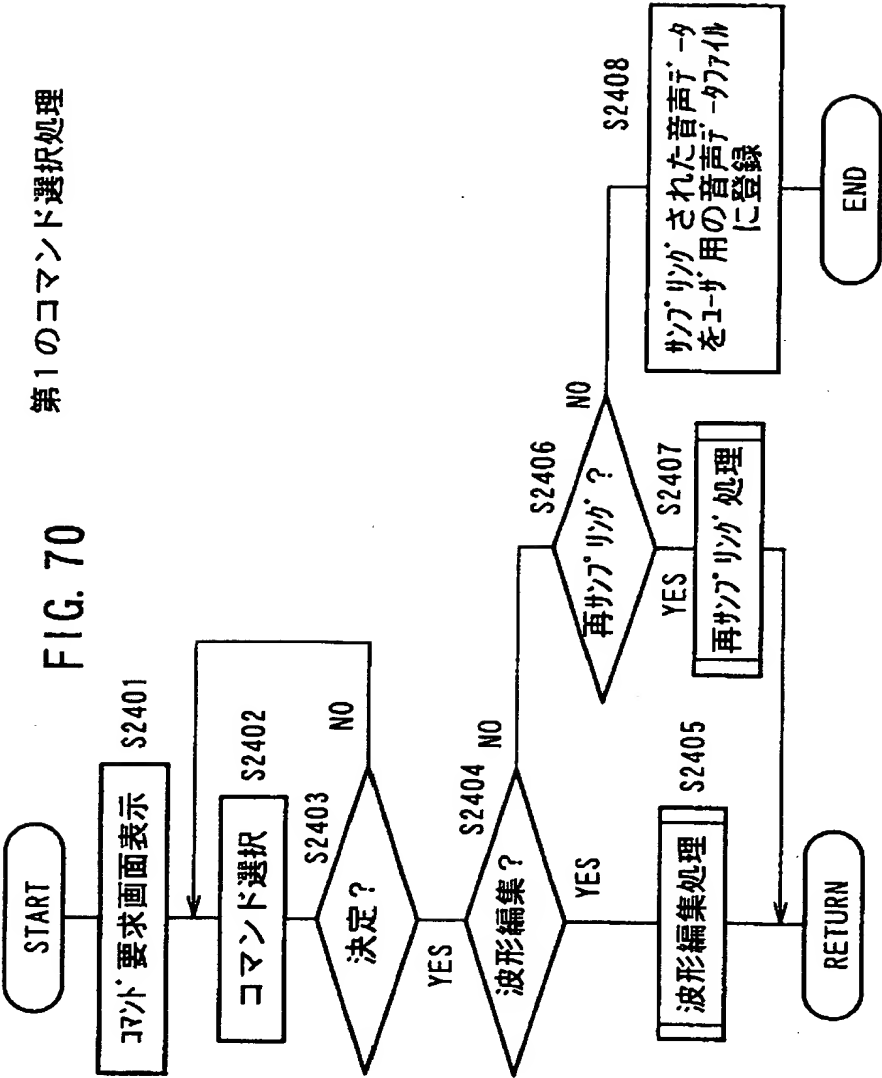 FIG. 70
第1のコマンド選択処理
START
コマンド要求画面表示
S2401
コマンド選択
S2402
決定?
S2403
NO
YES
波形編集?
S2404
NO
YES
波形編集処理
S2405
RETURN
再サンプリング?
S2406
NO
YES
再サンプリング処理
S2407
サンプリングされた音声データ
をユーザ用の音声データファイル
に登録
S2408
END